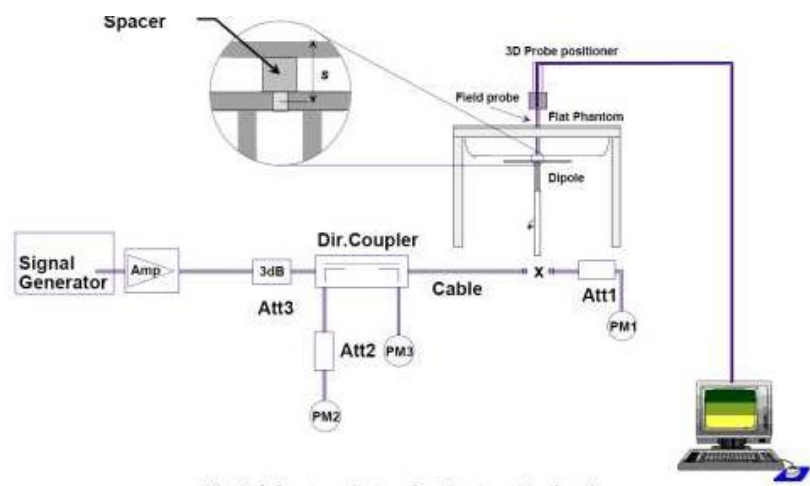 Spacer
s
3D Probe positioner
Field probe
Flat Phantom
Dipole
Dir.Coupler
Signal
Generator
Amp
3dB
Att3
Cable
x
Att1
PM1
Att2
PM3
PM2